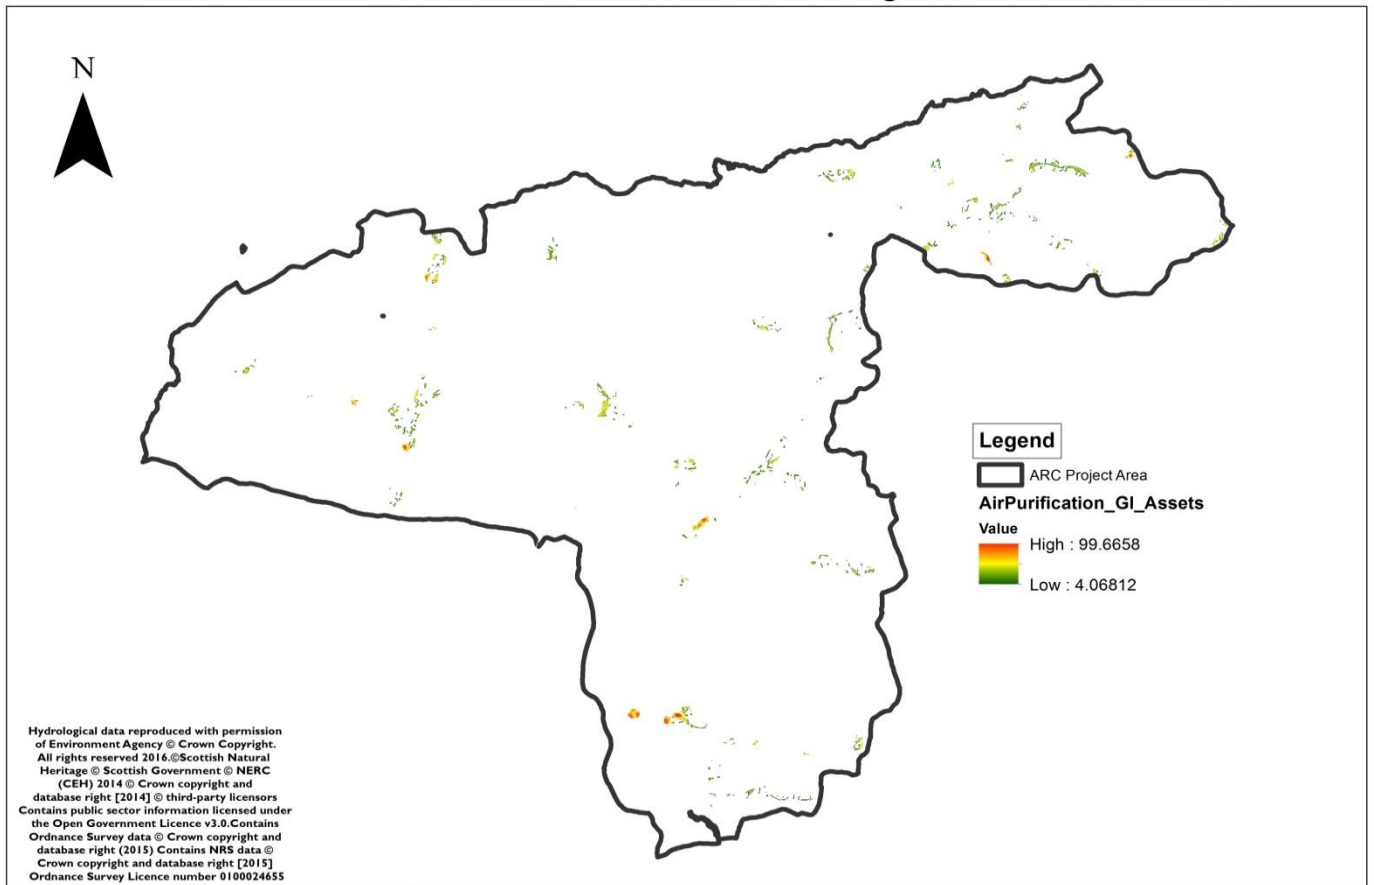 N
Legend
ARC Project Area
AirPurification_GI_Assets
Value
High : 99.6658
Low : 4.06812
Hydrological data reproduced with permission
of Environment Agency © Crown Copyright.
All rights reserved 2016.©Scottish Natural
Heritage © Scottish Government © NERC
(CEH) 2014 © Crown copyright and
database right [2014] © third-party licensors
Contains public sector information licensed under
the Open Government Licence v3.0.Contains
Ordnance Survey data © Crown copyright and
database right (2015) Contains NRS data ©
Crown copyright and database right [2015]
Ordnance Survey Licence number 0100024655